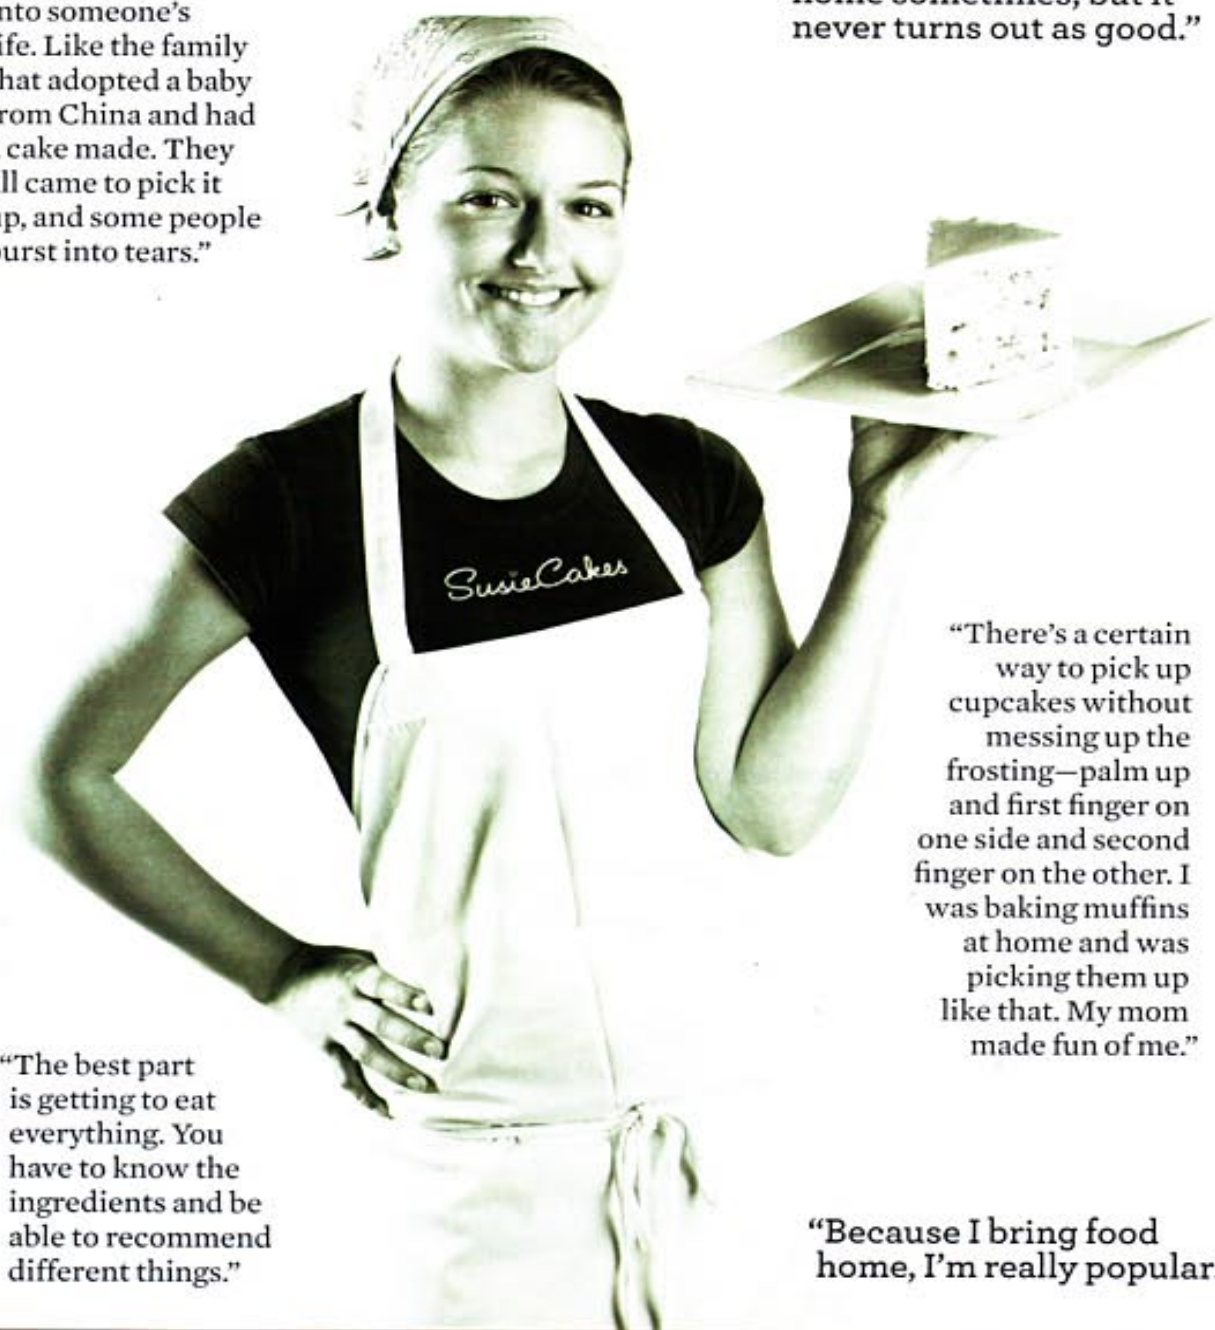 nto someone's
ife. Like the family
hat adopted a baby
rom China and had
cake made. They
ll came to pick it
up, and some people
burst into tears.”
never turns out as good.”
SusieCakes
“There’s a certain
way to pick up
cupcakes without
messing up the
frosting—palm up
and first finger on
one side and second
finger on the other. I
was baking muffins
at home and was
picking them up
like that. My mom
made fun of me.”
“The best part
is getting to eat
everything. You
have to know the
ingredients and be
able to recommend
different things.”
“Because I bring food
home, I’m really popular